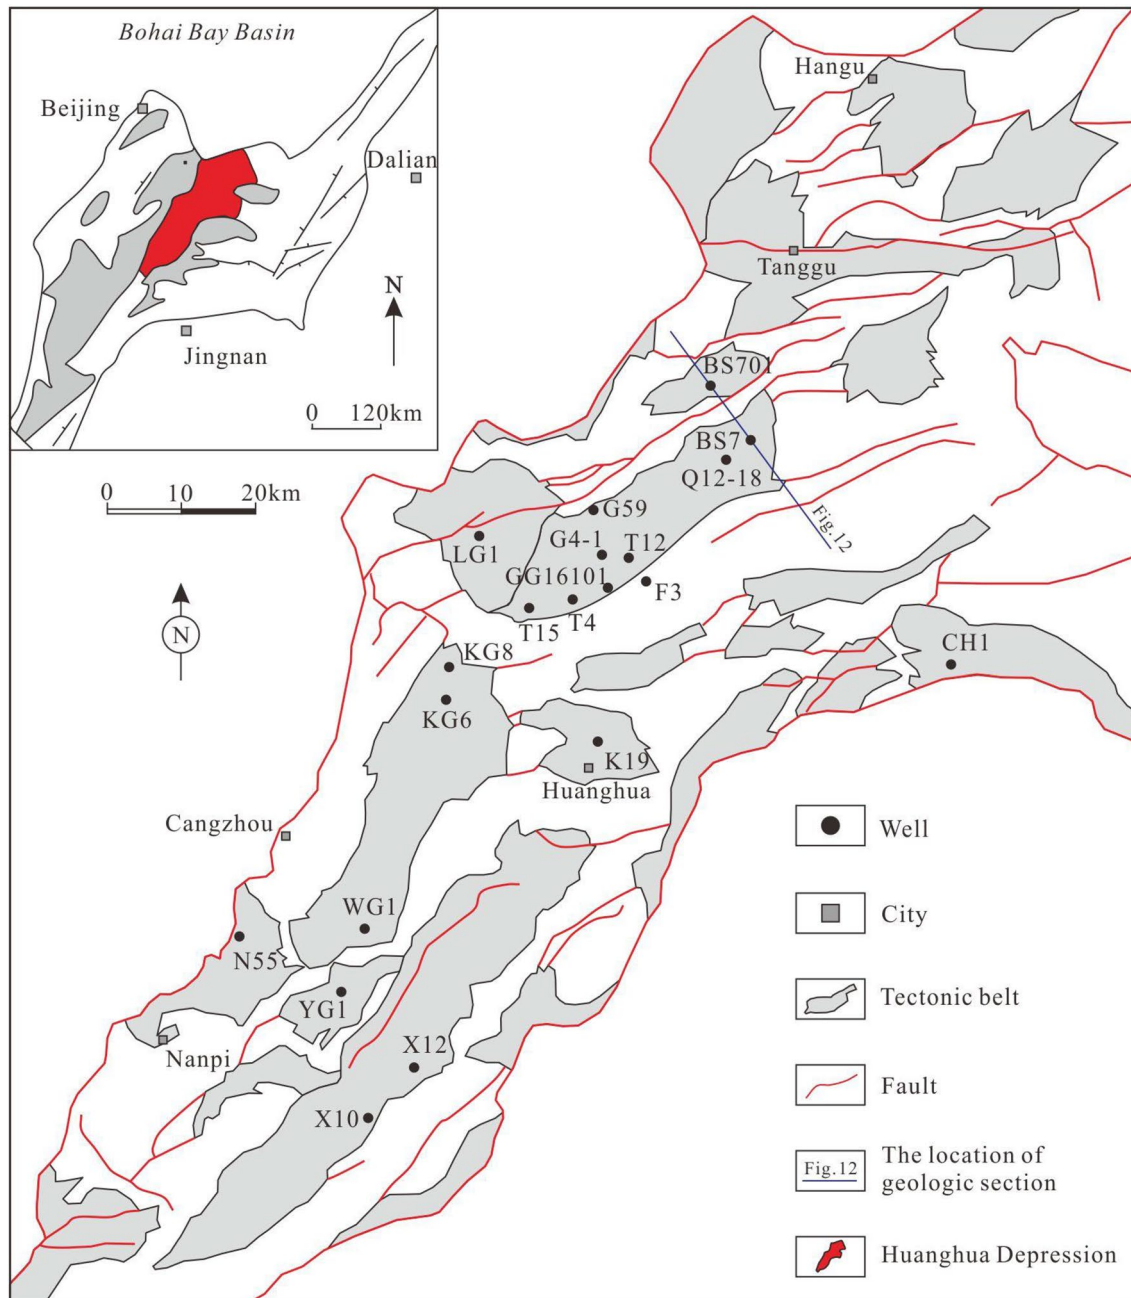 Bohai Bay Basin
Beijing
Dalian
N
Jingnan
0 120km
Hangu
Tanggu
BS701
BS7
Q12-18
Fig.12
0 10 20km
G59
G4-1
T12
LG1
GG16101
F3
T15
T4
N
KG8
KG6
CH1
K19
Huanghua
Cangzhou
WG1
N55
YG1
Nanpi
X12
X10
Well
City
Tectonic belt
Fault
Fig.12
The location of
geologic section
Huanghua Depression